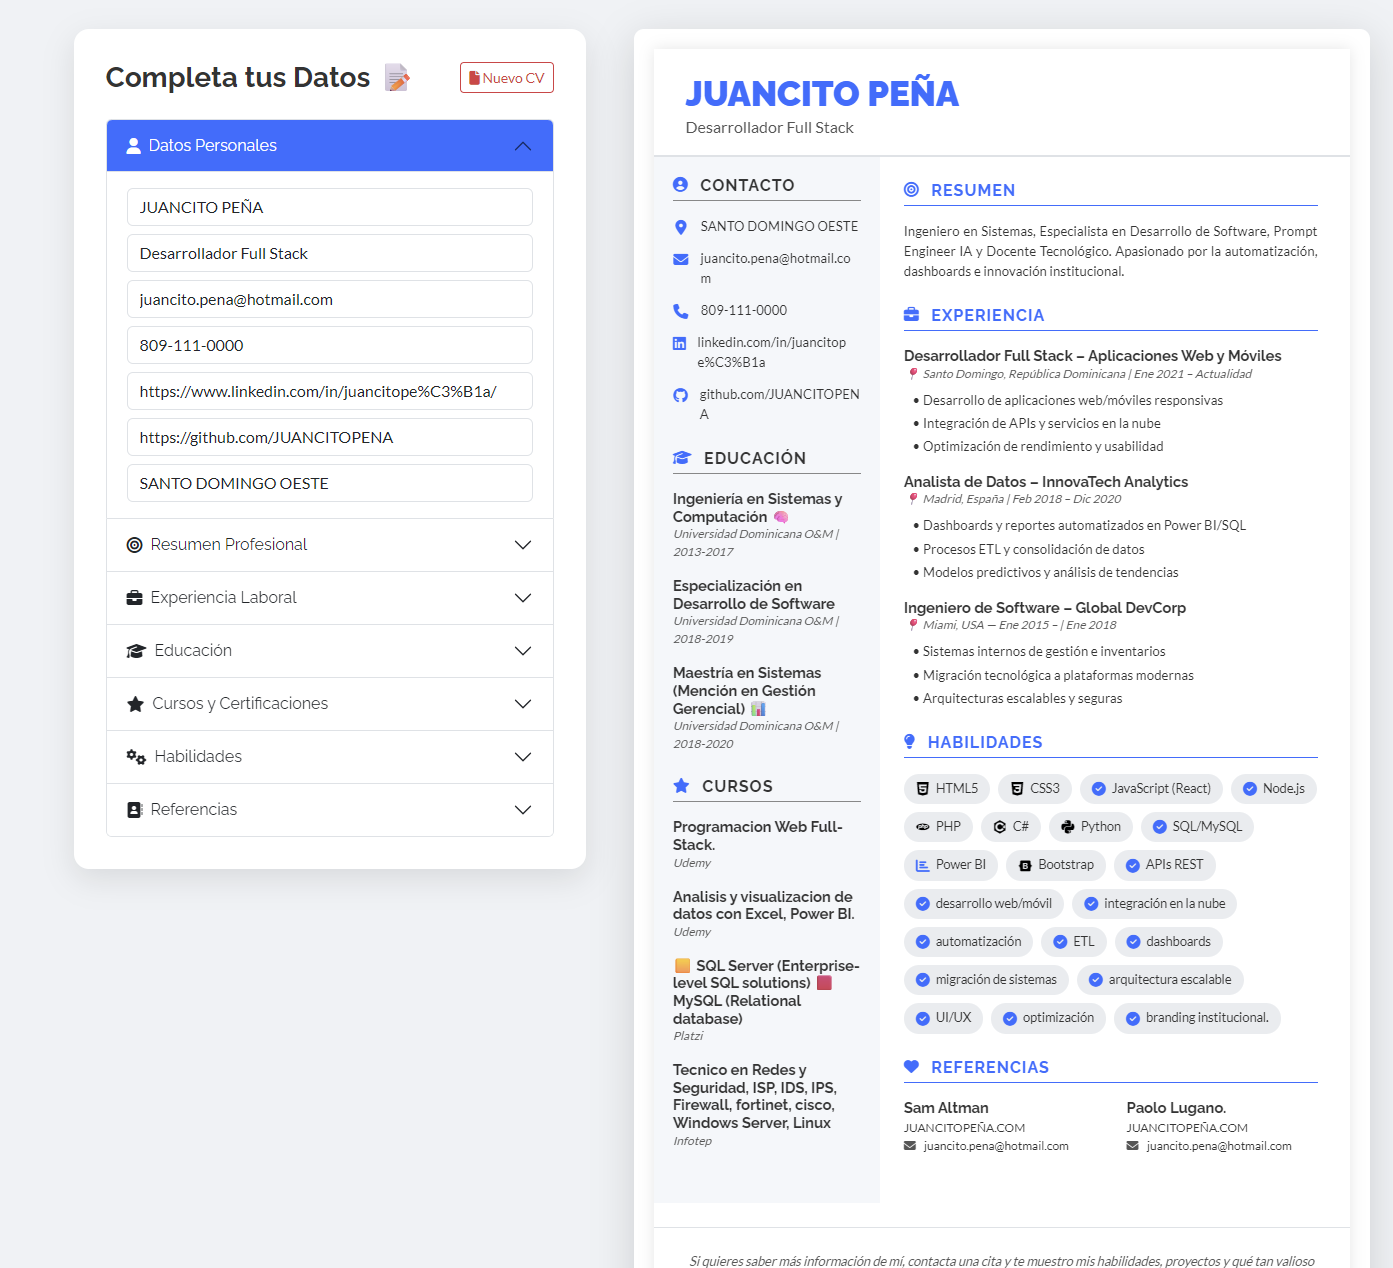 Completa tus Datos
Nuevo CV
Datos Personales
JUANCITO PEÑA
Desarrollador Full Stack
juancito.pena@hotmail.com
809-111-0000
https://www.linkedin.com/in/juancitope%C3%B1a/
https://github.com/JUANCITOPENA
SANTO DOMINGO OESTE
Resumen Profesional
Experiencia Laboral
Educación
Cursos y Certificaciones
Habilidades
Referencias
JUANCITO PEÑA
Desarrollador Full Stack
CONTACTO
SANTO DOMINGO OESTE
juancito.pena@hotmail.co
m
809-111-0000
linkedin.com/in/juancitop
e%C3%B1a
github.com/JUANCITOPEN
A
EDUCACIÓN
Ingeniería en Sistemas y
Computación
Universidad Dominicana O&M |
2013-2017
Especialización en
Desarrollo de Software
Universidad Dominicana O&M |
2018-2019
Maestría en Sistemas
(Mención en Gestión
Gerencial)
Universidad Dominicana O&M |
2018-2020
CURSOS
Programacion Web Full-
Stack.
Udemy
Analisis y visualizacion de
datos con Excel, Power BI.
Udemy
SQL Server (Enterprise-
level SQL solutions)
MySQL (Relational
database)
Platzi
Tecnico en Redes y
Seguridad, ISP, IDS, IPS,
Firewall, fortinet, cisco,
Windows Server, Linux
Infotep
RESUMEN
Ingeniero en Sistemas, Especialista en Desarrollo de Software, Prompt
Engineer IA y Docente Tecnológico. Apasionado por la automatización,
dashboards e innovación institucional.
EXPERIENCIA
Desarrollador Full Stack – Aplicaciones Web y Móviles
Santo Domingo, República Dominicana | Ene 2021 – Actualidad
• Desarrollo de aplicaciones web/móviles responsivas
• Integración de APIs y servicios en la nube
• Optimización de rendimiento y usabilidad
Analista de Datos – InnovaTech Analytics
Madrid, España | Feb 2018 – Dic 2020
• Dashboards y reportes automatizados en Power BI/SQL
• Procesos ETL y consolidación de datos
• Modelos predictivos y análisis de tendencias
Ingeniero de Software – Global DevCorp
Miami, USA — Ene 2015 – | Ene 2018
• Sistemas internos de gestión e inventarios
• Migración tecnológica a plataformas modernas
• Arquitecturas escalables y seguras
HABILIDADES
HTML5 CSS3 JavaScript (React) Node.js
PHP C# Python SQL/MySQL
Power BI Bootstrap APIs REST
desarrollo web/móvil integración en la nube
automatización ETL dashboards
migración de sistemas arquitectura escalable
UI/UX optimización branding institucional.
REFERENCIAS
Sam Altman
JUANCITOPEÑA.COM
juancito.pena@hotmail.com
Paolo Lugano.
JUANCITOPEÑA.COM
juancito.pena@hotmail.com
Si quieres saber más información de mí, contacta una cita y te muestro mis habilidades, proyectos y qué tan valioso